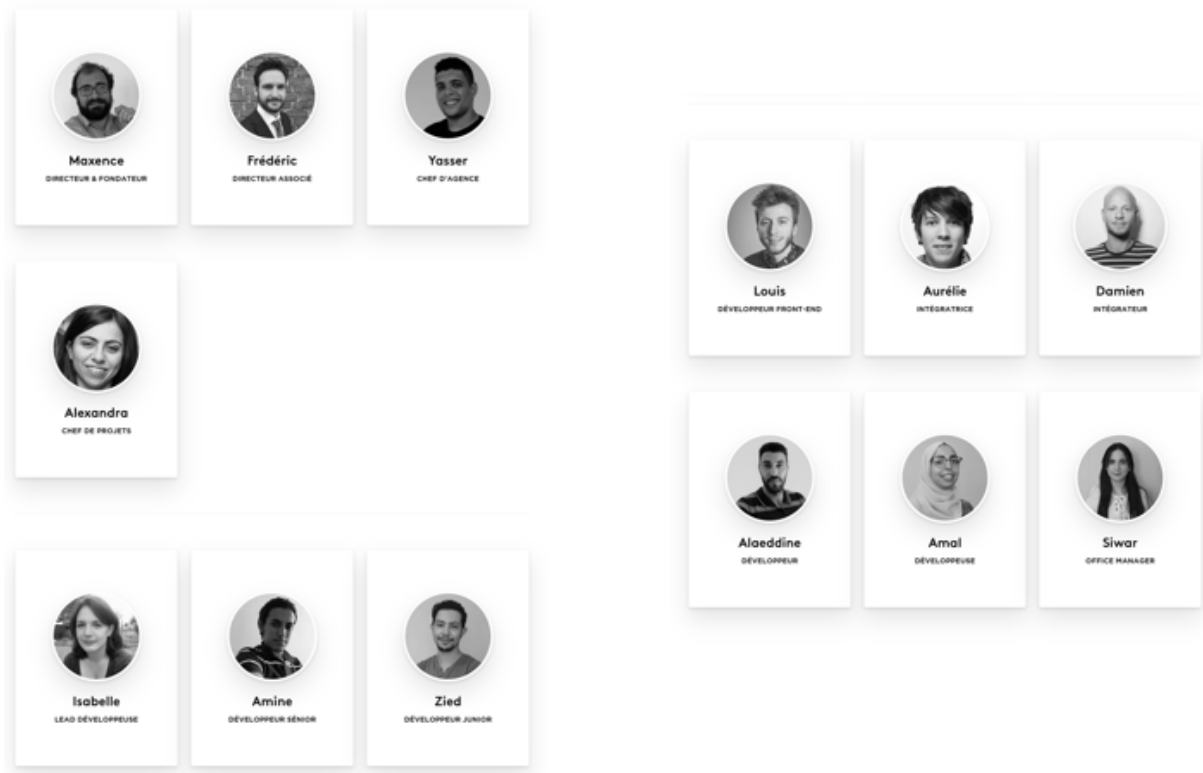 Maxence
DIRECTEUR & FONDATEUR
Frédéric
DIRECTEUR ASSOCIÉ
Yasser
CHEF D'AGENCE
Alexandra
CHEF DE PROJETS
Isabelle
LEAD DÉVELOPPEUSE
Amine
DÉVELOPPEUR SÉNIOR
Zied
DÉVELOPPEUR JUNIOR
Louis
DÉVELOPPEUR FRONT-END
Aurélie
INTÉGRATRICE
Damien
INTÉGRATEUR
Alaeddine
DÉVELOPPEUR
Amal
DÉVELOPPEUSE
Siwar
OFFICE MANAGER